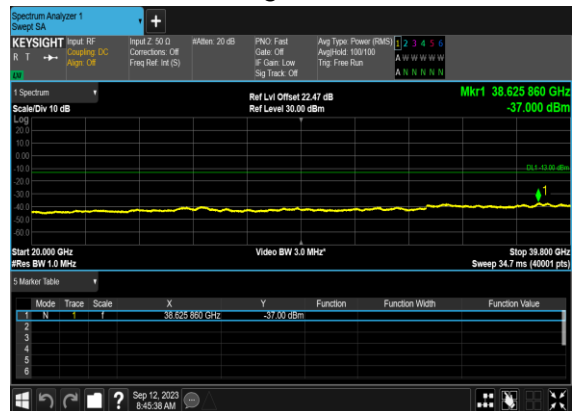 Spectrum Analyzer 1
Swept SA
KEYSIGHT
R T
Input: RF
Coupling: DC
Align: Off
Input Z: 50 Ω
Corrections: Off
Freq Ref: Int (S)
#Atten: 20 dB
PNO: Fast
Gate: Off
IF Gain: Low
Sig Track: Off
Avg Type: Power (RMS)
Avg|Hold: 100/100
Trig: Free Run
1 2 3 4 5 6
A W W W W W
A N N N N N
1 Spectrum
Scale/Div 10 dB
Ref Lvl Offset 22.47 dB
Ref Level 30.00 dBm
Mkr1 38.625 860 GHz
-37.000 dBm
Log
20.0
10.0
0.00
-10.0
DL1 -13.00 dBm
-20.0
-30.0
1
-40.0
-50.0
-60.0
Start 20.000 GHz
#Res BW 1.0 MHz
Video BW 3.0 MHz*
Stop 39.800 GHz
Sweep 34.7 ms (40001 pts)
5 Marker Table
Mode Trace Scale X Y Function Function Width Function Value
1 N 1 f 38.625 860 GHz -37.00 dBm
2
3
4
5
6
? Sep 12, 2023
8:45:38 AM